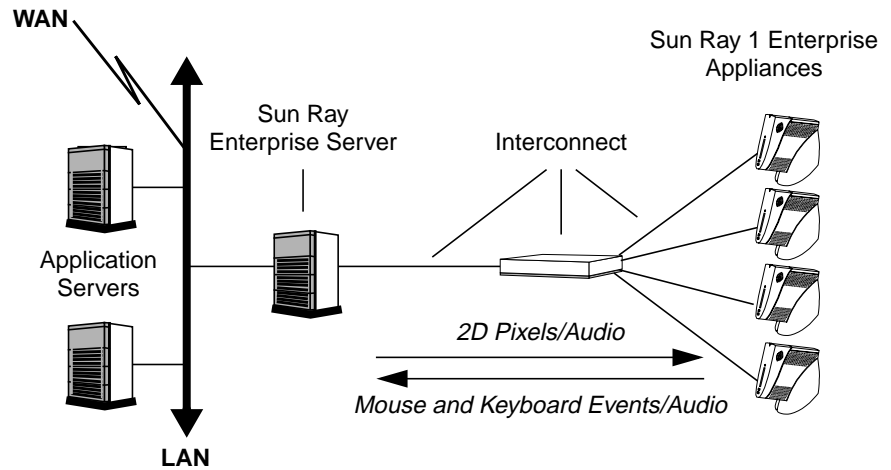 WAN
Sun Ray 1 Enterprise
Appliances
Sun Ray
Enterprise Server
Interconnect
Application
Servers
2D Pixels/Audio
Mouse and Keyboard Events/Audio
LAN